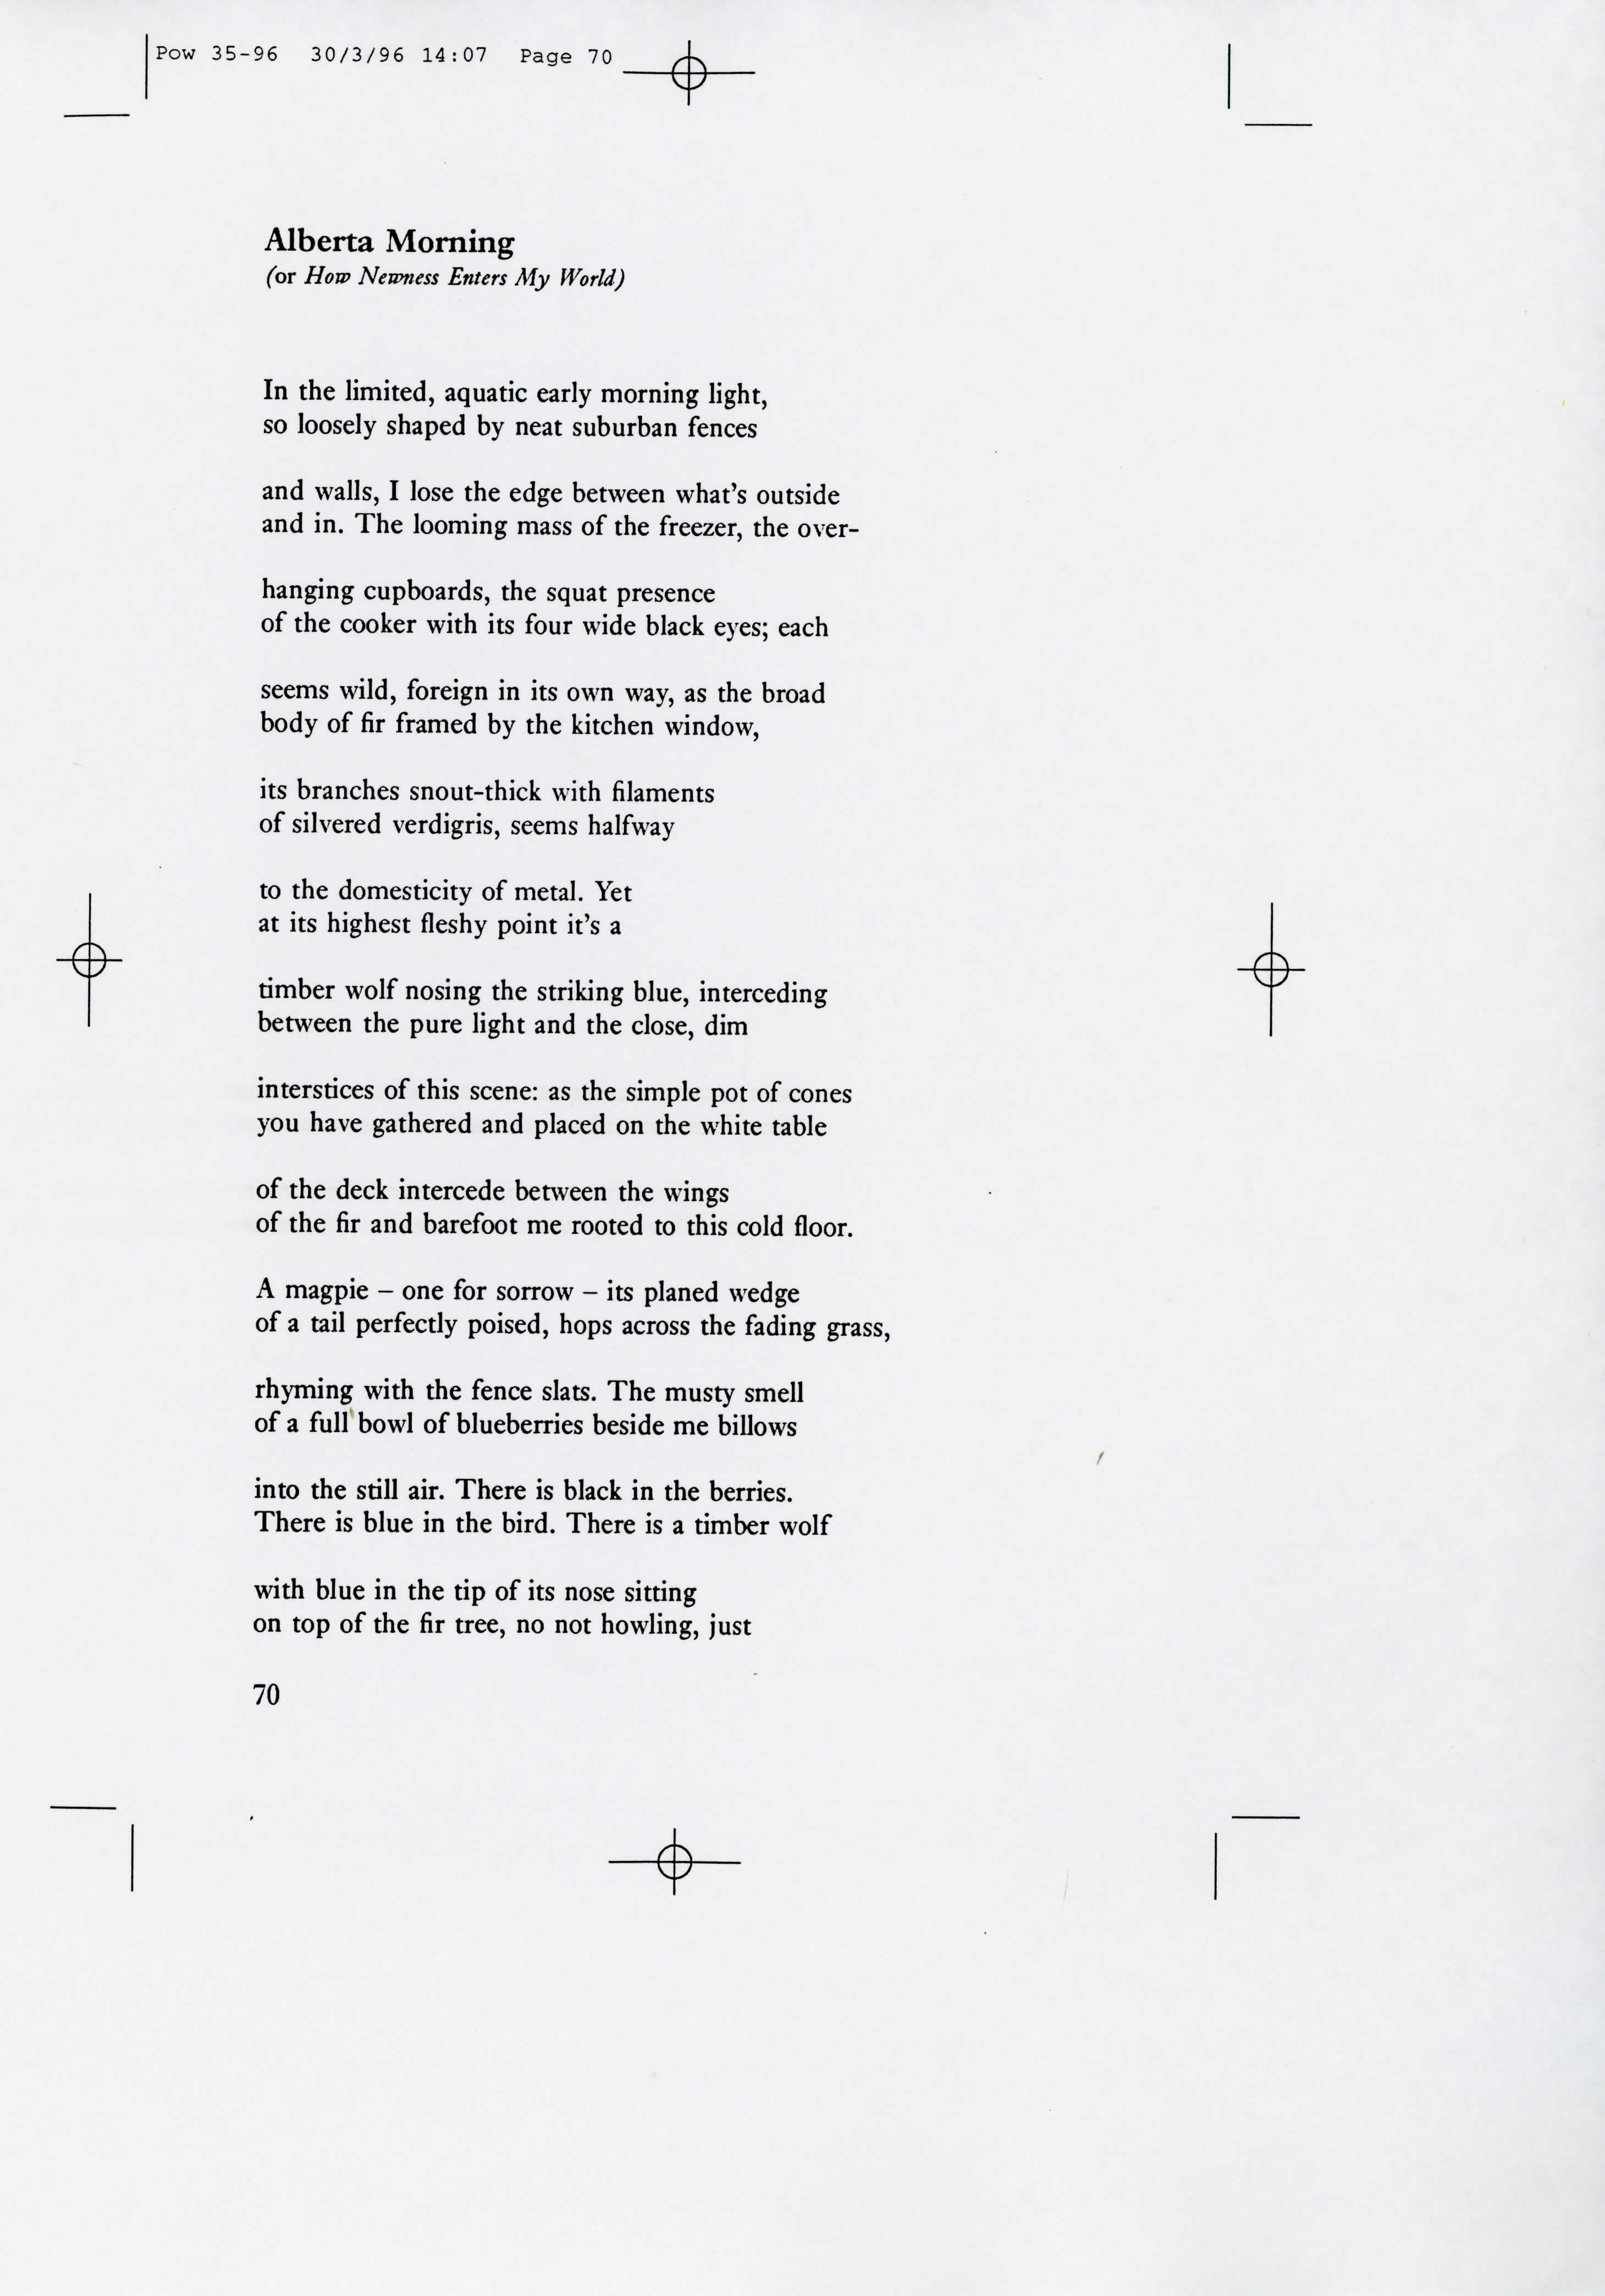 Pow 35-96 30/3/96 14:07 Page 70
Alberta Morning
(or How Newness Enters My World)
In the limited, aquatic early morning light,
so loosely shaped by neat suburban fences
and walls, I lose the edge between what's outside
and in. The looming mass of the freezer, the over-
hanging cupboards, the squat presence
of the cooker with its four wide black eyes; each
seems wild, foreign in its own way, as the broad
body of fir framed by the kitchen window,
its branches snout-thick with filaments
of silvered verdigris, seems halfway
to the domesticity of metal. Yet
at its highest fleshy point it's a
timber wolf nosing the striking blue, interceding
between the pure light and the close, dim
interstices of this scene: as the simple pot of cones
you have gathered and placed on the white table
of the deck intercede between the wings
of the fir and barefoot me rooted to this cold floor.
A magpie – one for sorrow – its planed wedge
of a tail perfectly poised, hops across the fading grass,
rhyming with the fence slats. The musty smell
of a full bowl of blueberries beside me billows
into the still air. There is black in the berries.
There is blue in the bird. There is a timber wolf
with blue in the tip of its nose sitting
on top of the fir tree, no not howling, just
70